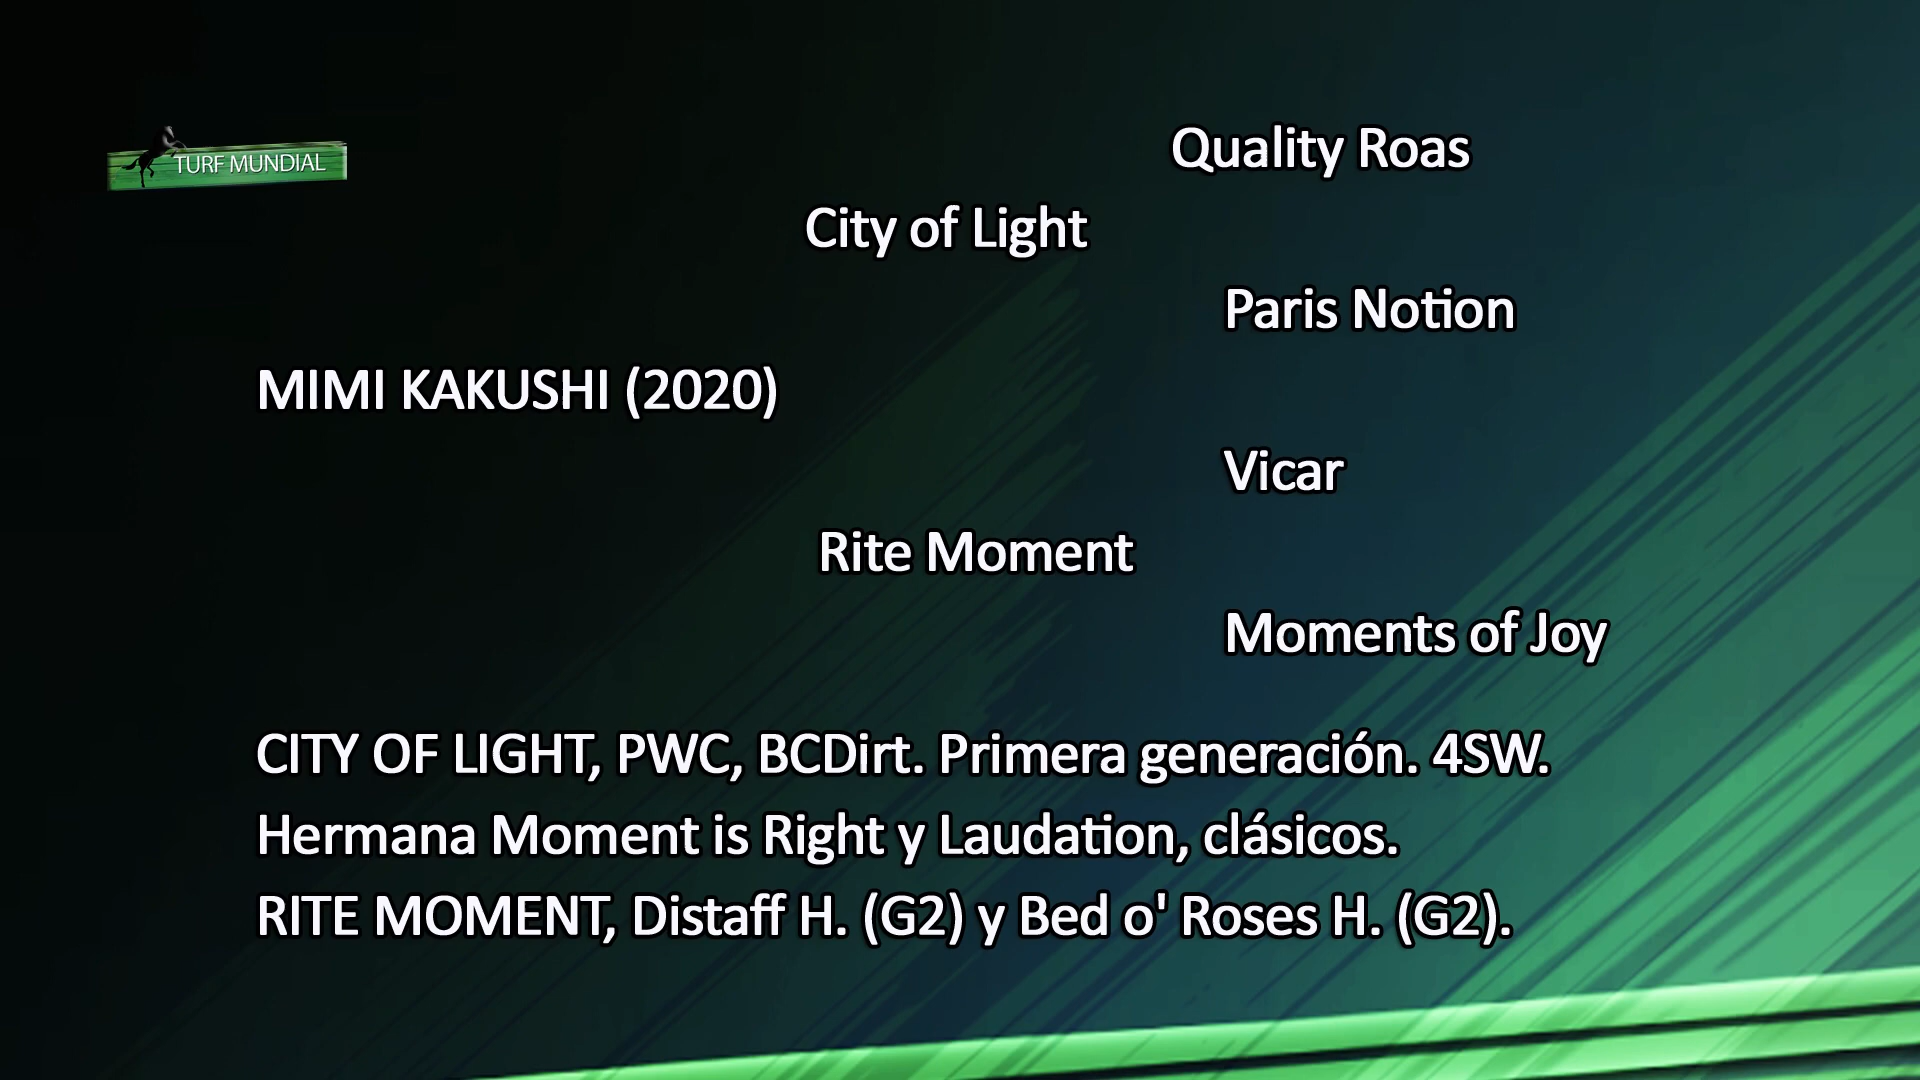 Quality Roas
TURF MUNDIAL
City of Light
Paris Notion
MIMI KAKUSHI (2020)
Vicar
Rite Moment
Moments of Joy
CITY OF LIGHT, PWC, BCDirt. Primera generación. 4SW.
Hermana Moment is Right y Laudation, clásicos.
RITE MOMENT, Distaff H. (G2) y Bed o' Roses H. (G2).